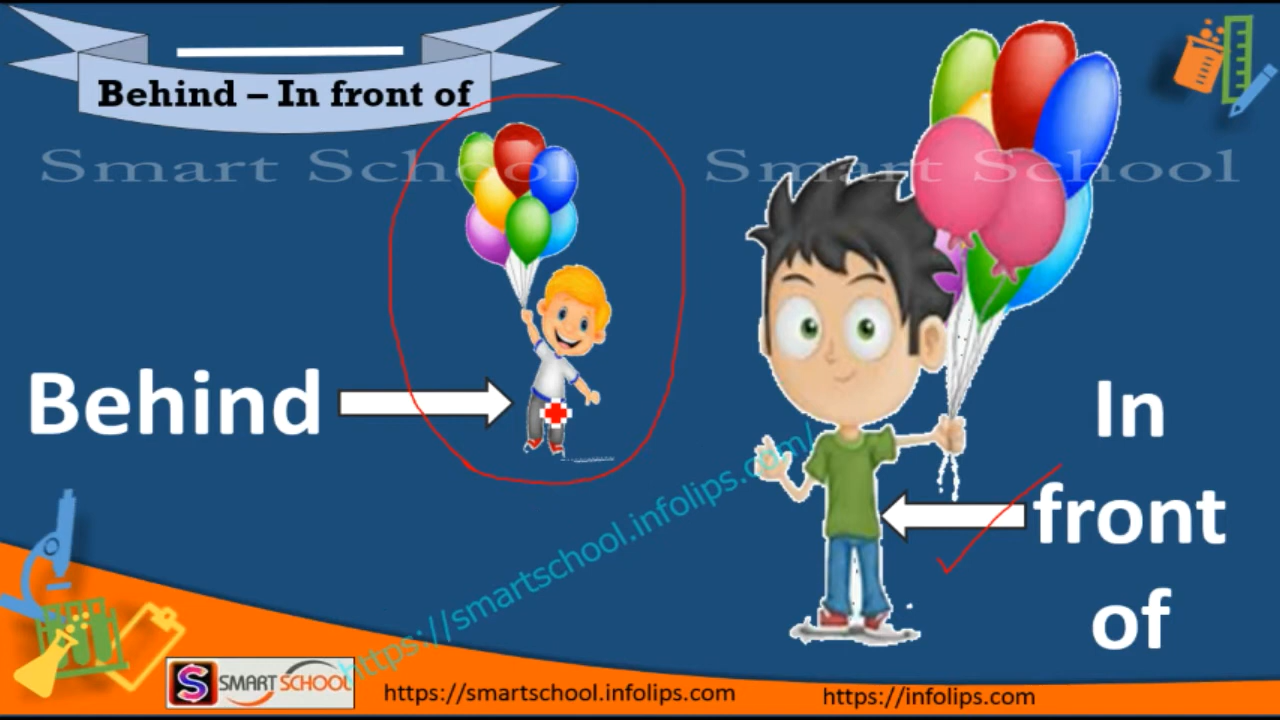 Behind – In front of
Smart School Smart School
Behind
In
front
of
https://smartschool.infolips.com/
S SMART SCHOOL
https://smartschool.infolips.com
https://infolips.com